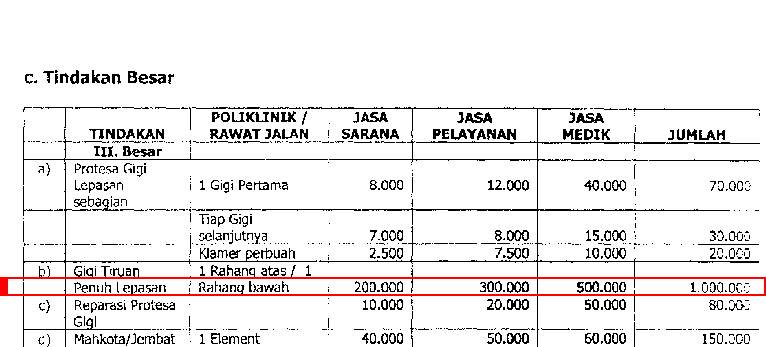 c. Tindakan Besar
TINDAKAN POLIKLINIK / RAWAT JALAN JASA SARANA JASA PELAYANAN JASA MEDIK JUMLAH
III. Besar
a) Protesa Gigi
Lepasan 1 Gigi Pertama 8.000 12.000 40.000 70.000
sebagian
Tiap Gigi
selanjutnya 7.000 8.000 15.000 30.000
Klamer perbuah 2.500 7.500 10.000 20.000
b) Gigi Tiruan 1 Rahang atas / 1
Penuh Lepasan Rahang bawah 200.000 300.000 500.000 1.000.000
c) Reparasi Protesa 10.000 20.000 50.000 80.000
Gigi
Mahkota/Jembat 1 Element 40.000 50.000 60.000 150.000